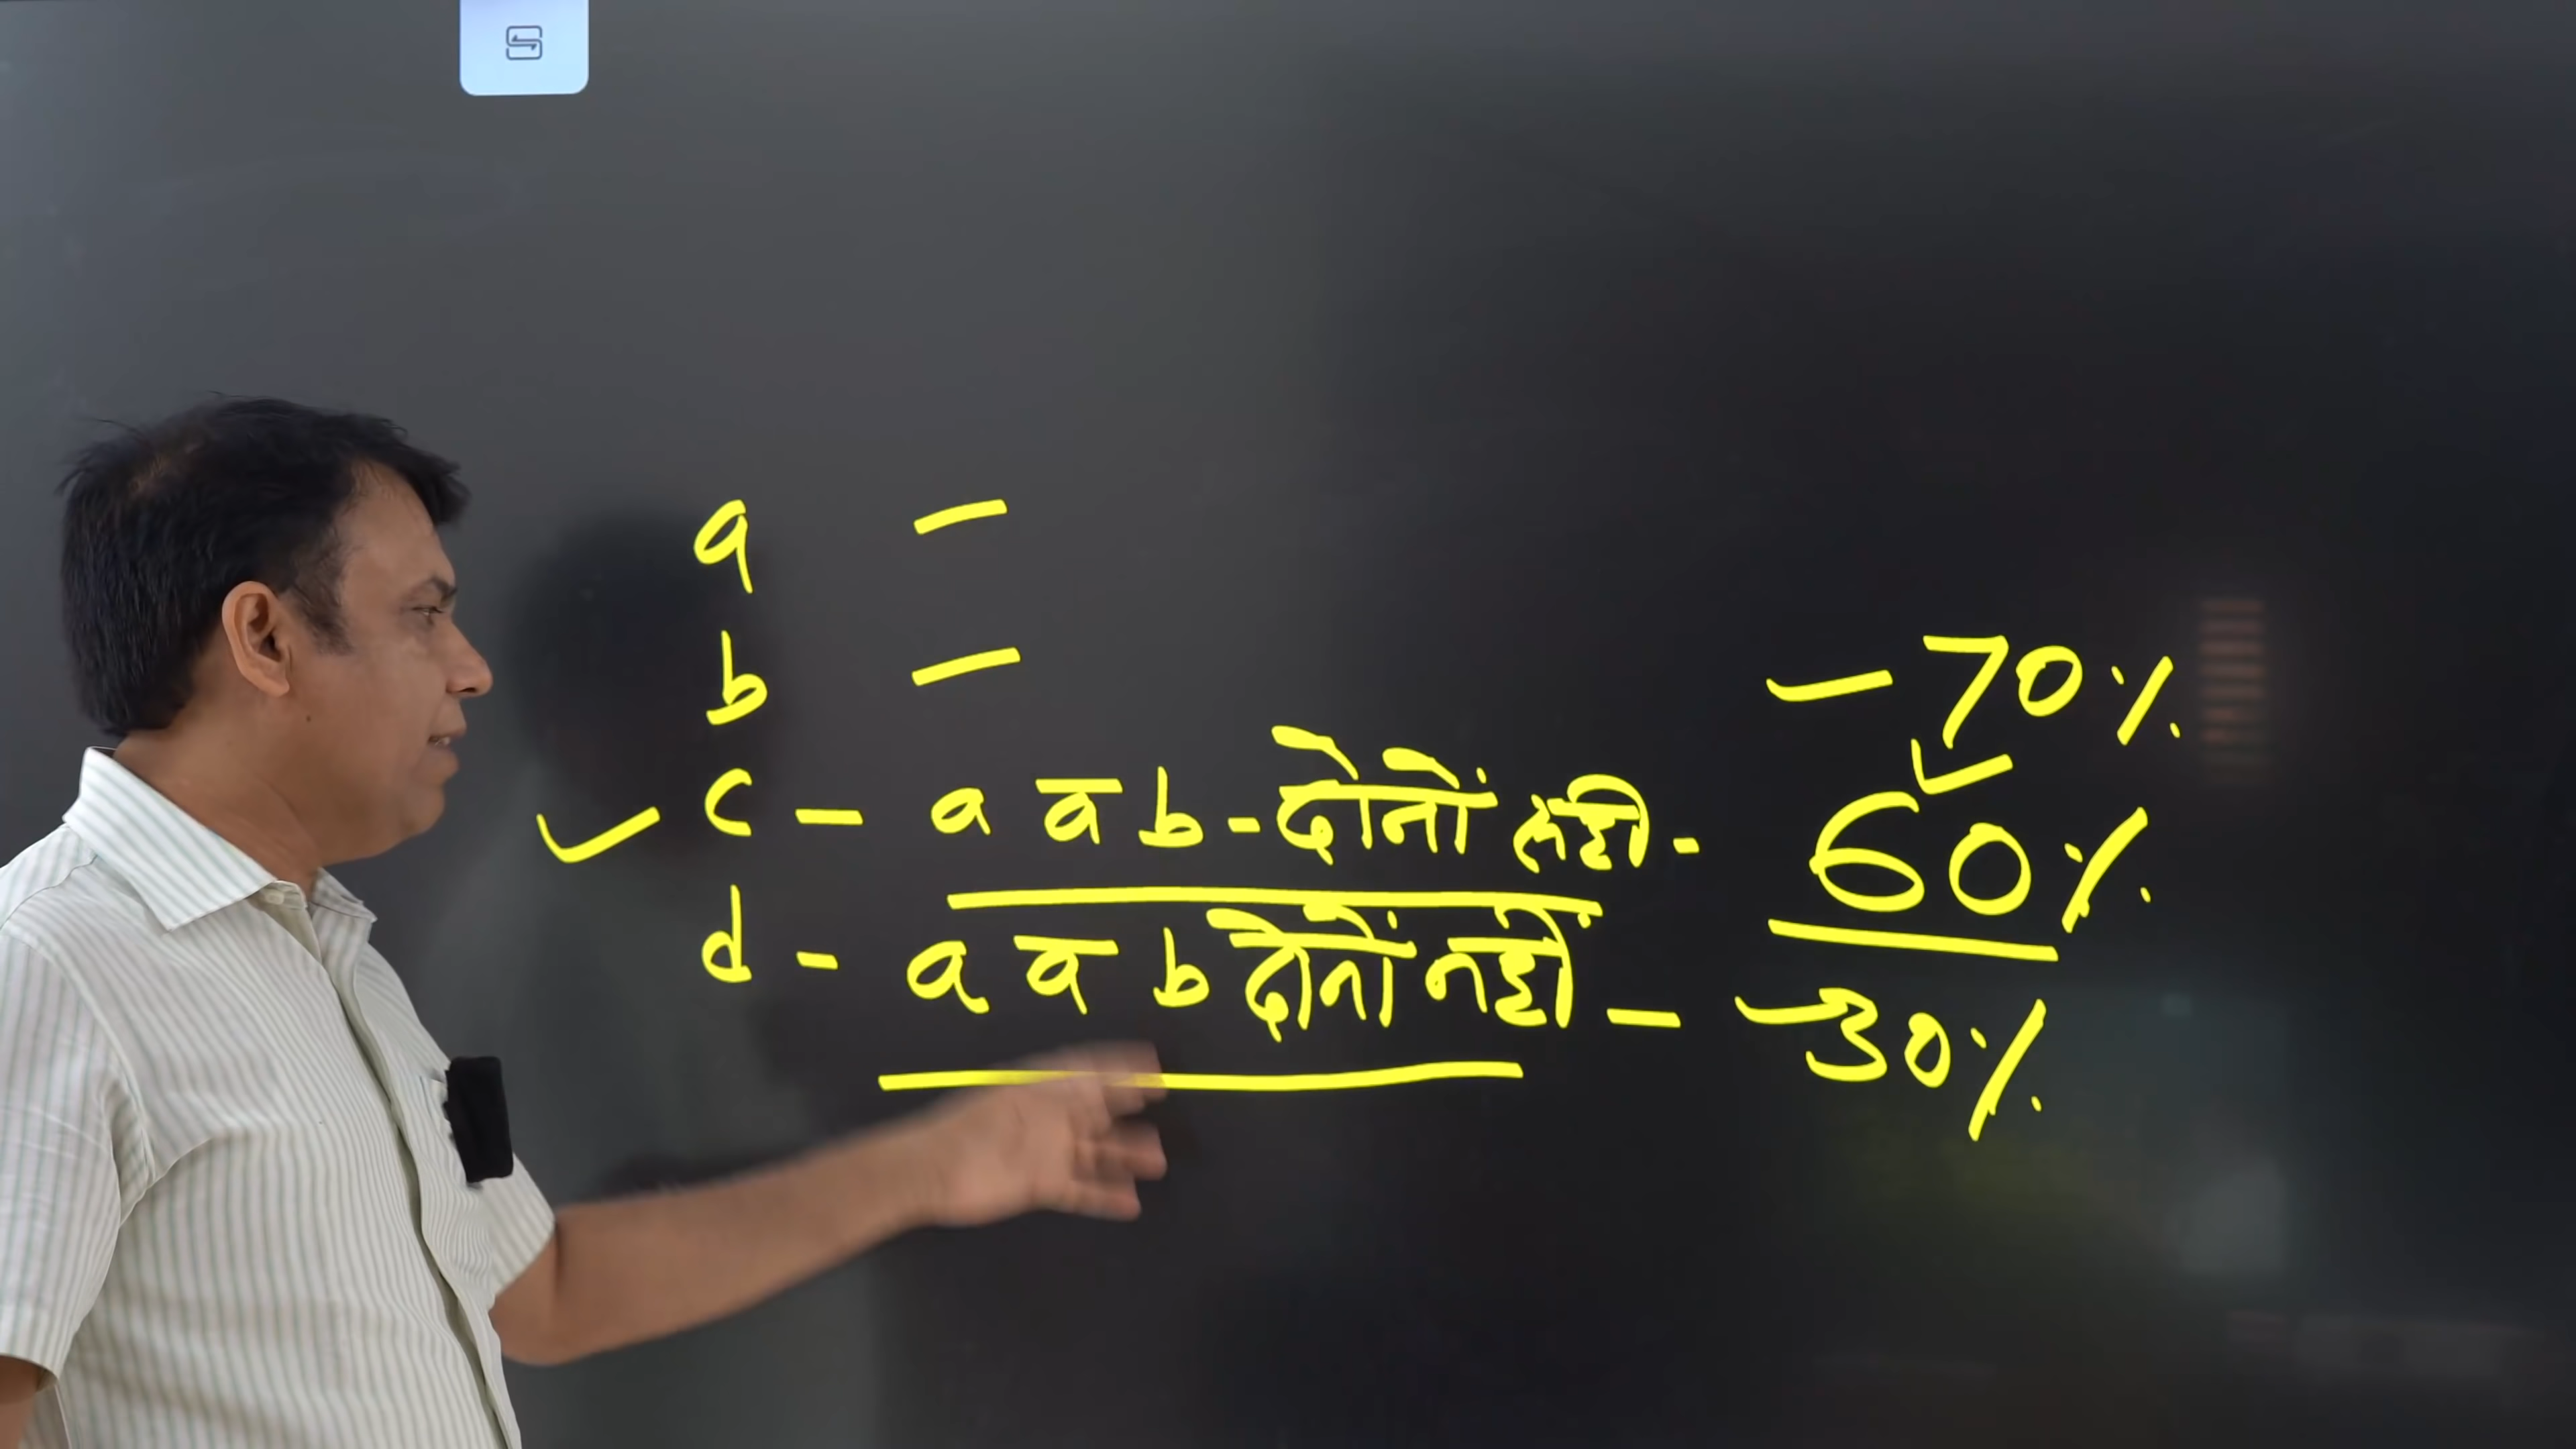 a -
b - - 70%
c - a व b - दोनों सही - 60%
d - a व b दोनों नहीं - 30%